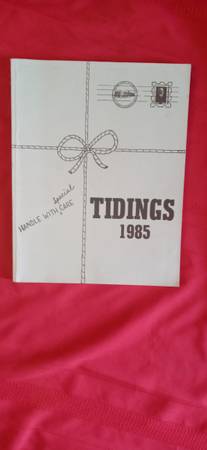 special
HANDLE WITH CARE
TIDINGS
1985